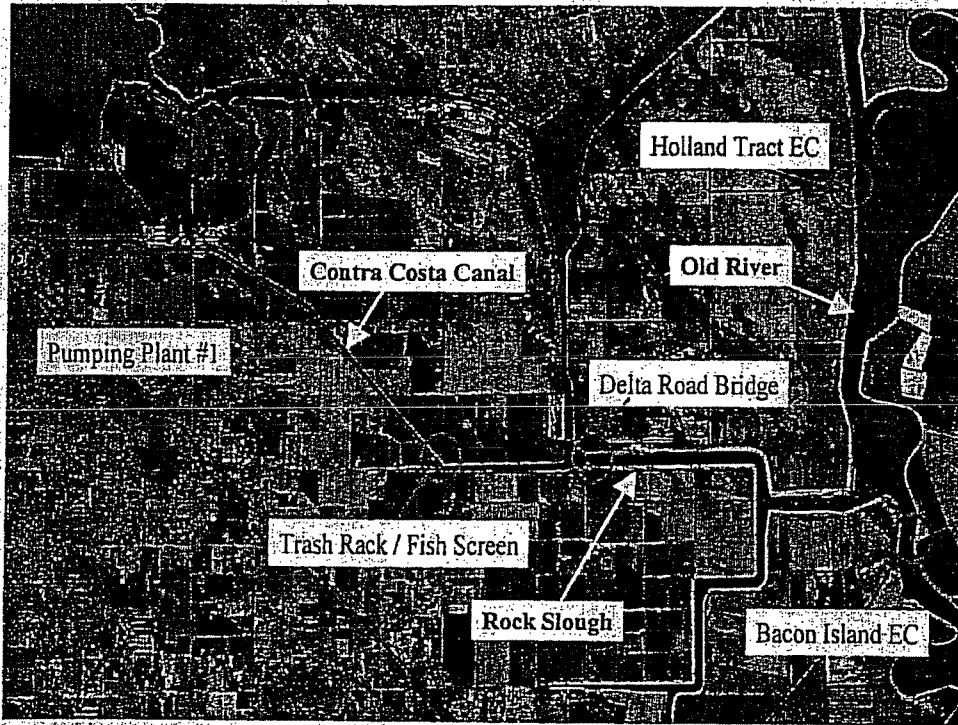 Holland Tract EC
Contra Costa Canal
Old River
Pumping Plant #1
Delta Road Bridge
Trash Rack / Fish Screen
Rock Slough
Bacon Island EC